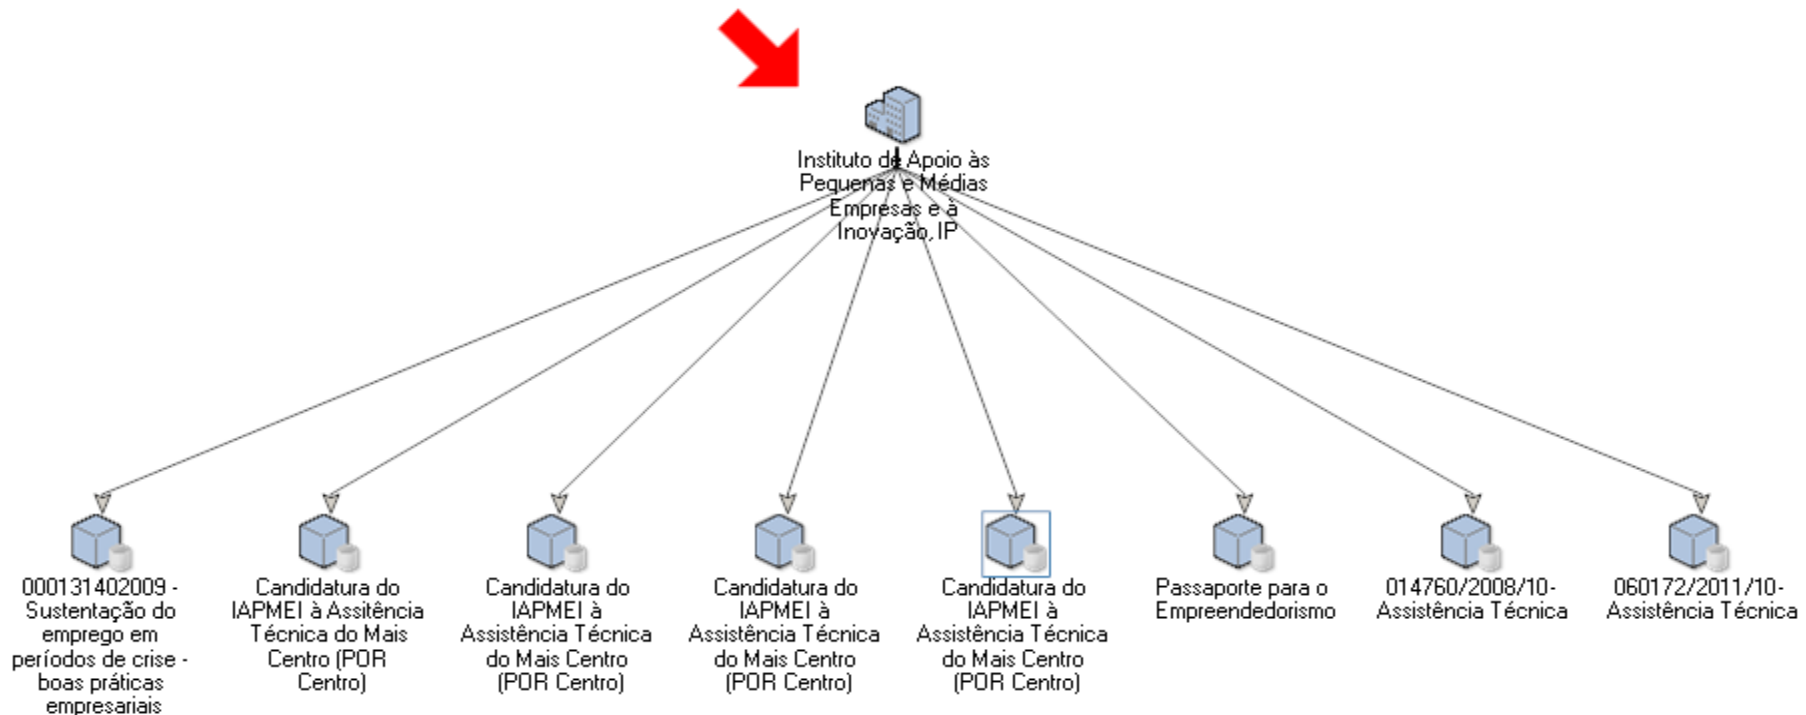 Instituto de Apoio às
Pequenas e Médias
Empresas e à
Inovação, IP
000131402009 -
Sustentação do
emprego em
períodos de crise -
boas práticas
empresariais
Candidatura do
IAPMEI à Assitência
Técnica do Mais
Centro (POR
Centro)
Candidatura do
IAPMEI à
Assistência Técnica
do Mais Centro
(POR Centro)
Candidatura do
IAPMEI à
Assistência Técnica
do Mais Centro
(POR Centro)
Candidatura do
IAPMEI à
Assistência Técnica
do Mais Centro
(POR Centro)
Passaporte para o
Empreendedorismo
014760/2008/10-
Assistência Técnica
060172/2011/10-
Assistência Técnica